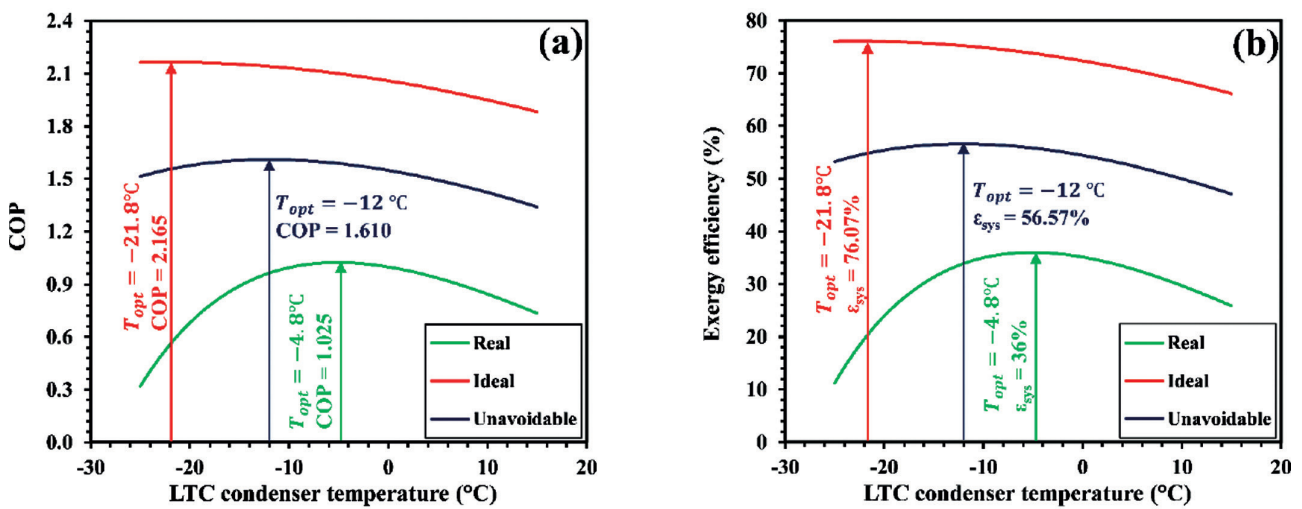 (a)
COP
2.4
2.1
1.8
1.5
1.2
0.9
0.6
0.3
0.0
-30
-20
-10
0
10
20
LTC condenser temperature (°C)
T_opt = −21.8℃
COP = 2.165
T_opt = −12 ℃
COP = 1.610
T_opt = −4.8℃
COP = 1.025
Real
Ideal
Unavoidable
(b)
Exergy efficiency (%)
80
70
60
50
40
30
20
10
0
-30
-20
-10
0
10
20
LTC condenser temperature (°C)
T_opt = −21.8℃
ε_sys = 76.07%
T_opt = −12 ℃
ε_sys = 56.57%
T_opt = −4.8℃
ε_sys = 36%
Real
Ideal
Unavoidable